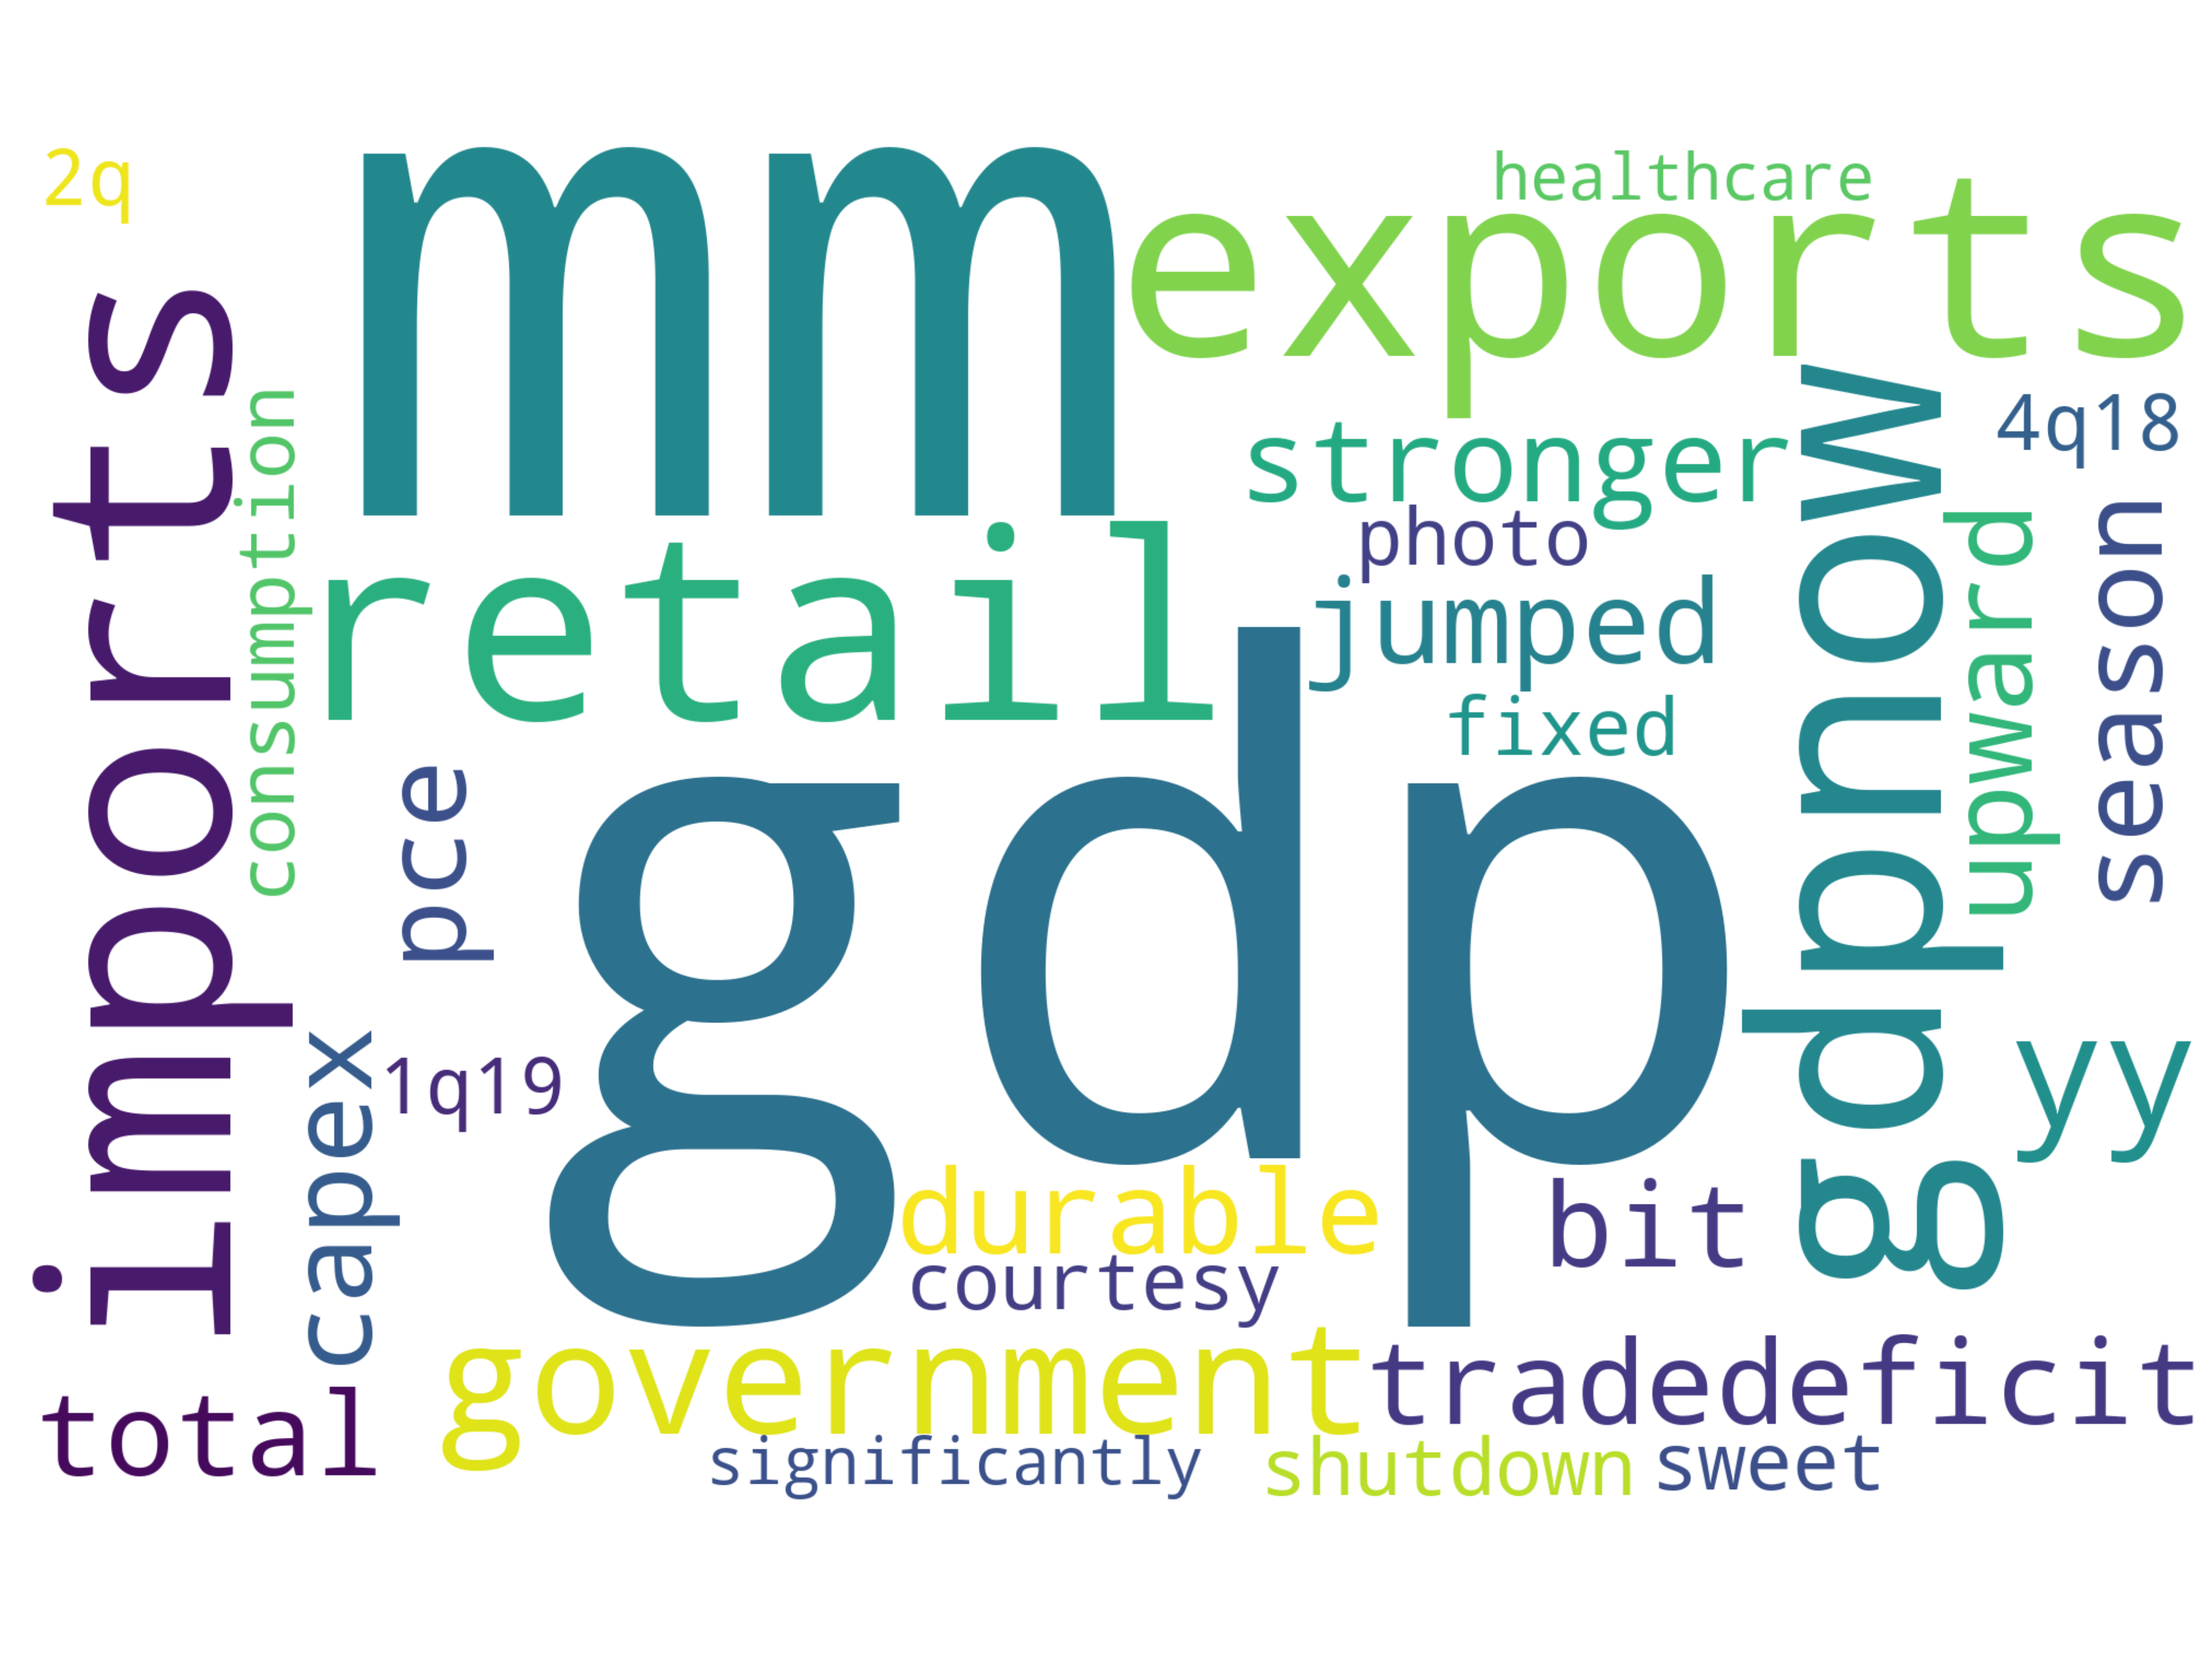 2q
mm
healthcare
exports
imports
consumption
stronger
4q18
photo
retail
jumped
gdpnow
upward
season
fixed
pce
gdp
capex
1q19
yy
durable
bit
courtesy
government
tradedeficit
total
significantly
shutdown
sweet